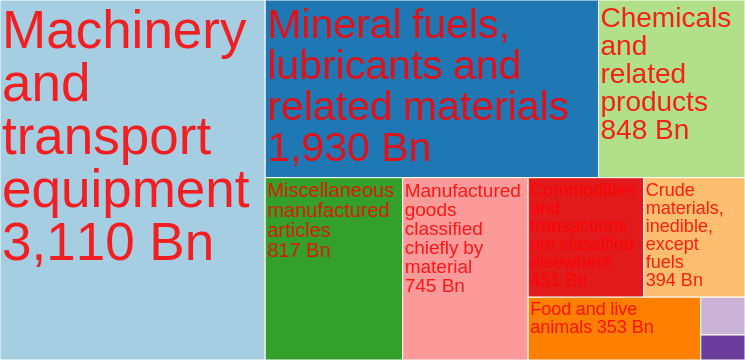 Machinery
and
transport
equipment
3,110 Bn
Mineral fuels,
lubricants and
related materials
1,930 Bn
Chemicals
and
related
products
848 Bn
Miscellaneous
manufactured
articles
817 Bn
Manufactured
goods
classified
chiefly by
material
745 Bn
Commodities
and
transactions
not classified
elsewhere
451 Bn
Crude
materials,
inedible,
except
fuels
394 Bn
Food and live
animals 353 Bn